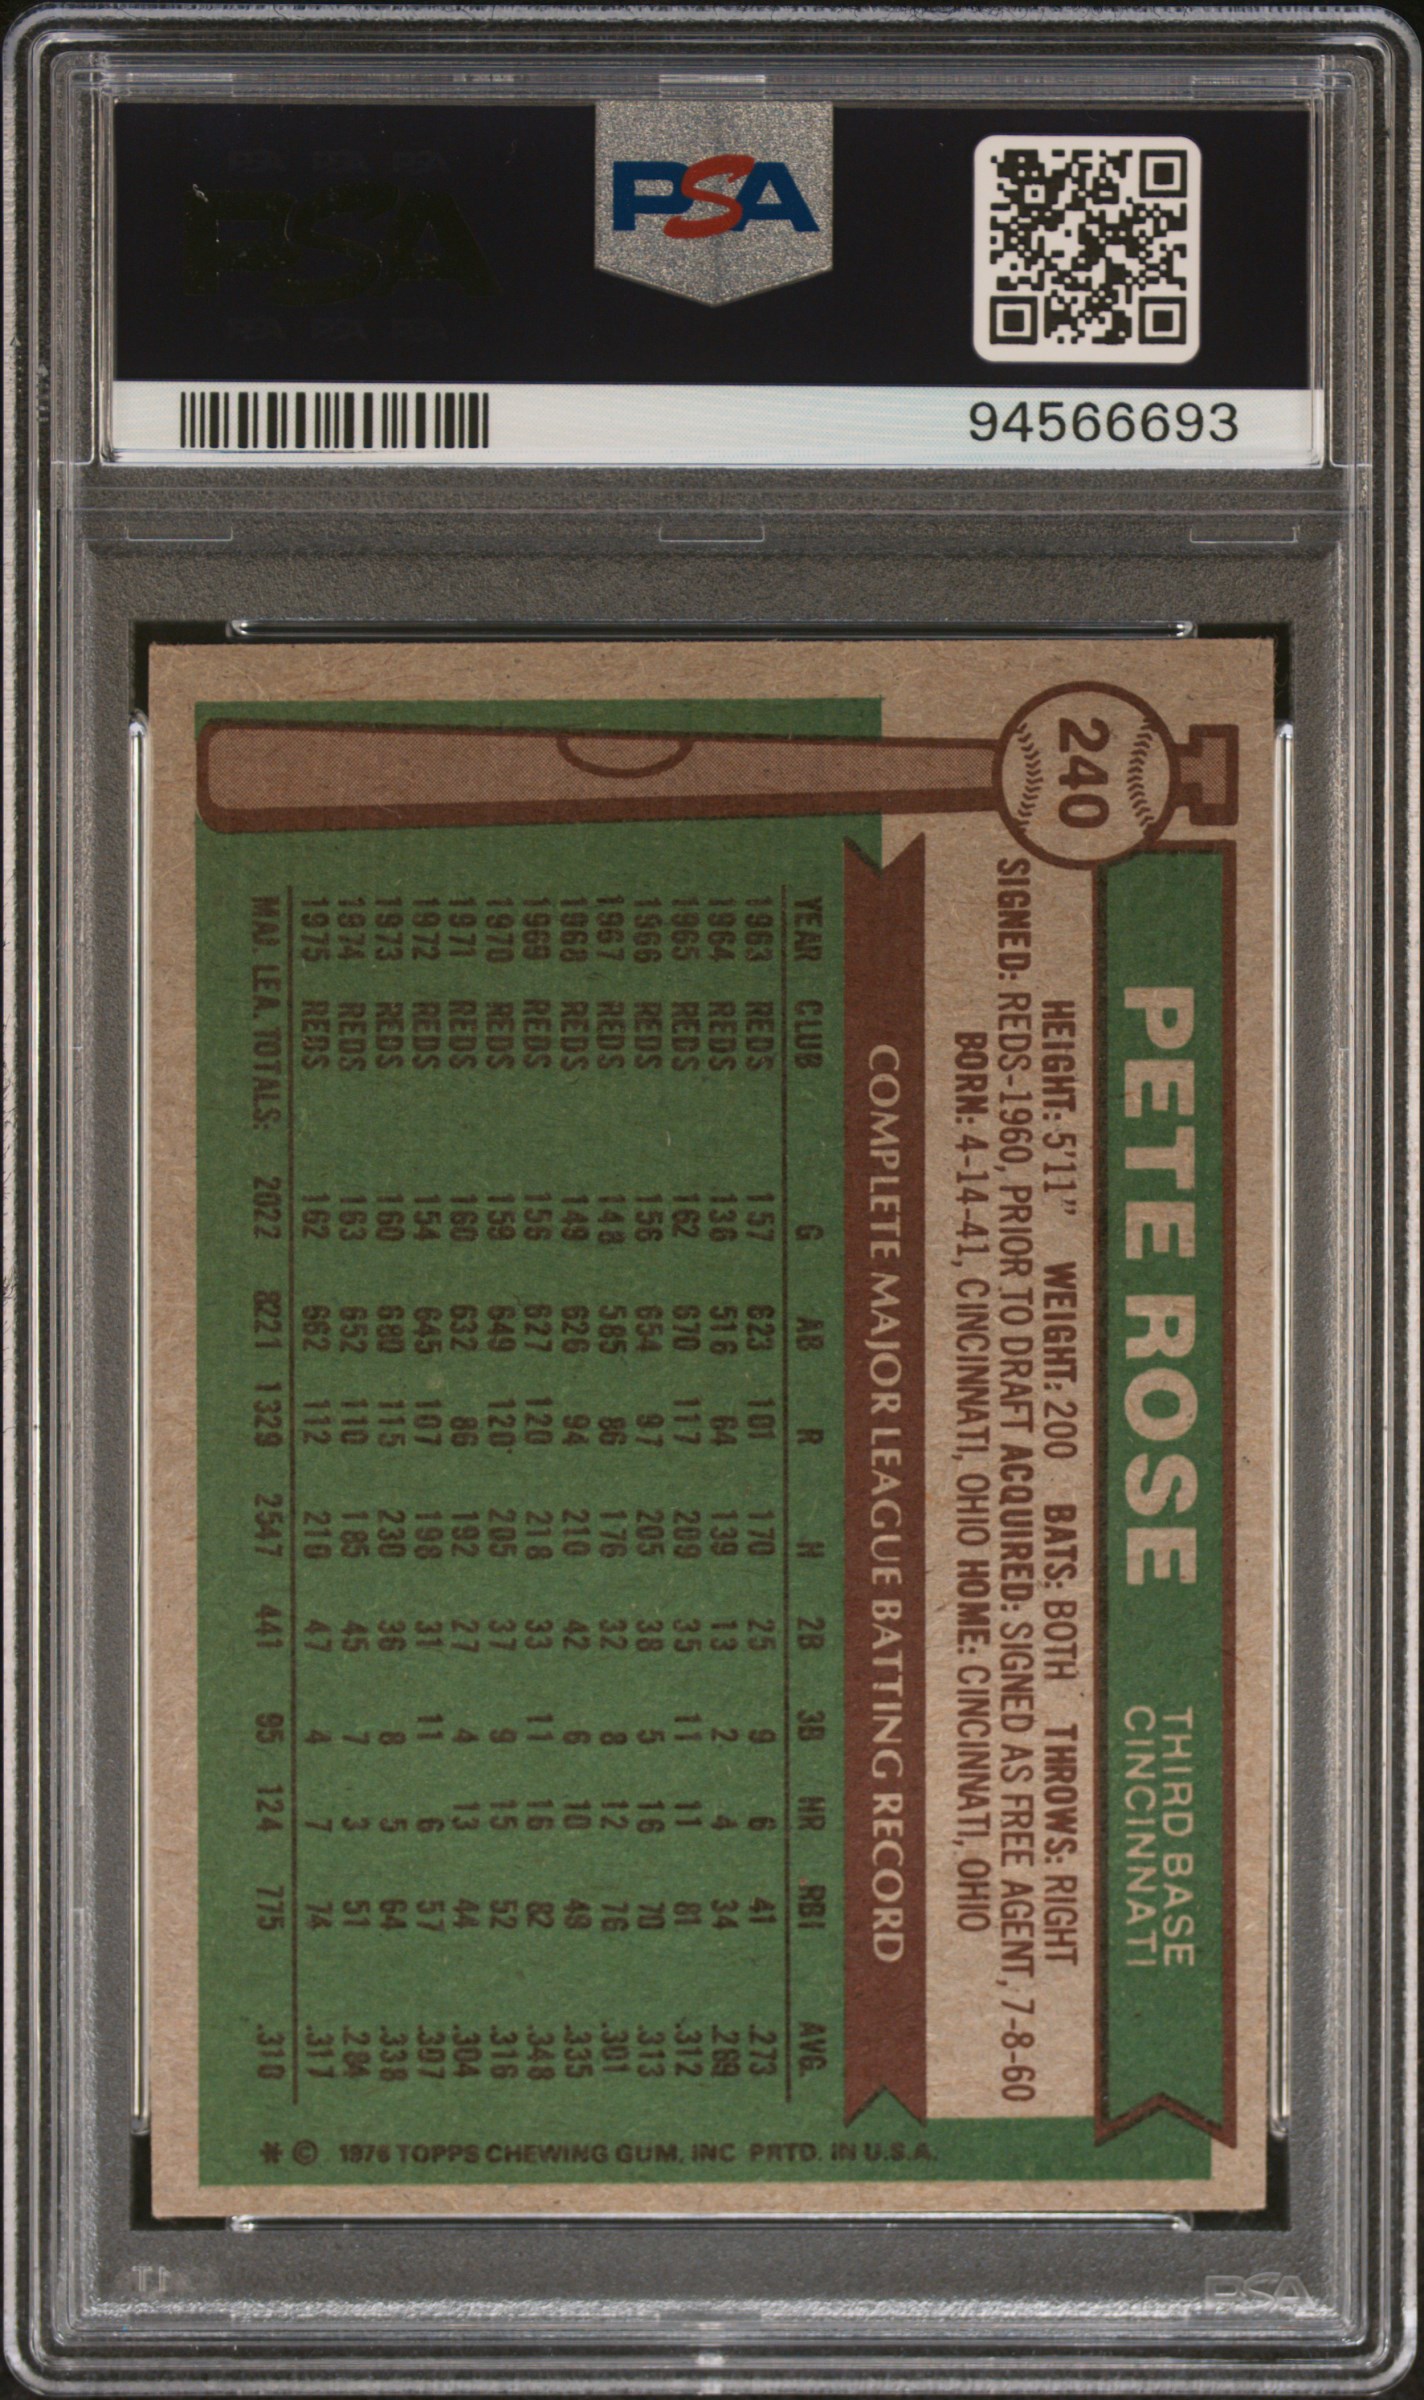 PSA
94566693
240
PETE ROSE
THIRD BASE
CINCINNATI
HEIGHT: 5'11" WEIGHT: 200 BATS: BOTH THROWS: RIGHT
SIGNED: REDS-1960, PRIOR TO DRAFT ACQUIRED: SIGNED AS FREE AGENT, 7-8-60
BORN: 4-14-41, CINCINNATI, OHIO HOME: CINCINNATI, OHIO
COMPLETE MAJOR LEAGUE BATTING RECORD
YEAR CLUB G AB R H 2B 3B HR RBI AVG.
1963 REDS 157 623 101 170 25 9 6 41 .273
1964 REDS 136 516 64 139 13 2 4 34 .269
1965 REDS 162 670 117 209 35 11 11 81 .312
1966 REDS 156 654 97 205 38 5 16 70 .313
1967 REDS 148 585 86 176 32 8 12 76 .301
1968 REDS 149 626 94 210 42 6 10 49 .335
1969 REDS 156 627 120 218 33 11 16 82 .348
1970 REDS 159 649 120 205 37 9 15 52 .316
1971 REDS 160 632 86 192 27 4 13 44 .304
1972 REDS 154 645 107 198 31 11 6 57 .307
1973 REDS 160 680 115 230 36 8 5 64 .338
1974 REDS 163 652 110 185 45 7 3 51 .284
1975 REDS 162 662 112 210 47 4 7 74 .317
MAJ. LEA. TOTALS: 2022 8221 1329 2547 441 95 124 775 .310
* © 1976 TOPPS CHEWING GUM, INC PRTD. IN U.S.A.
PSA